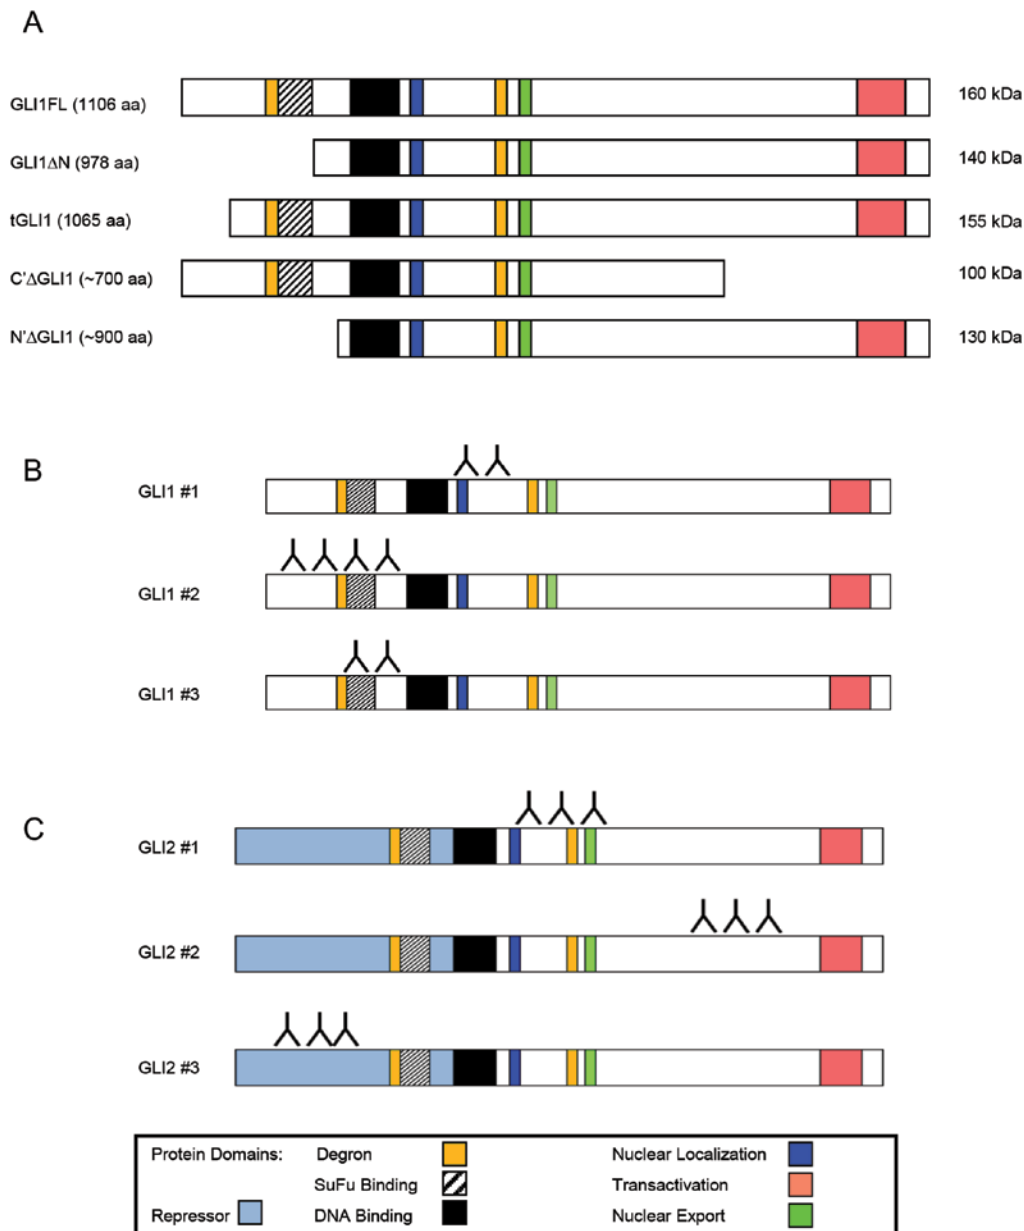 A
GLI1FL (1106 aa) 160 kDa
GLI1ΔN (978 aa) 140 kDa
tGLI1 (1065 aa) 155 kDa
C'ΔGLI1 (~700 aa) 100 kDa
N'ΔGLI1 (~900 aa) 130 kDa
B
GLI1 #1
GLI1 #2
GLI1 #3
C
GLI2 #1
GLI2 #2
GLI2 #3
Protein Domains: Degron Nuclear Localization
SuFu Binding Transactivation
Repressor DNA Binding Nuclear Export